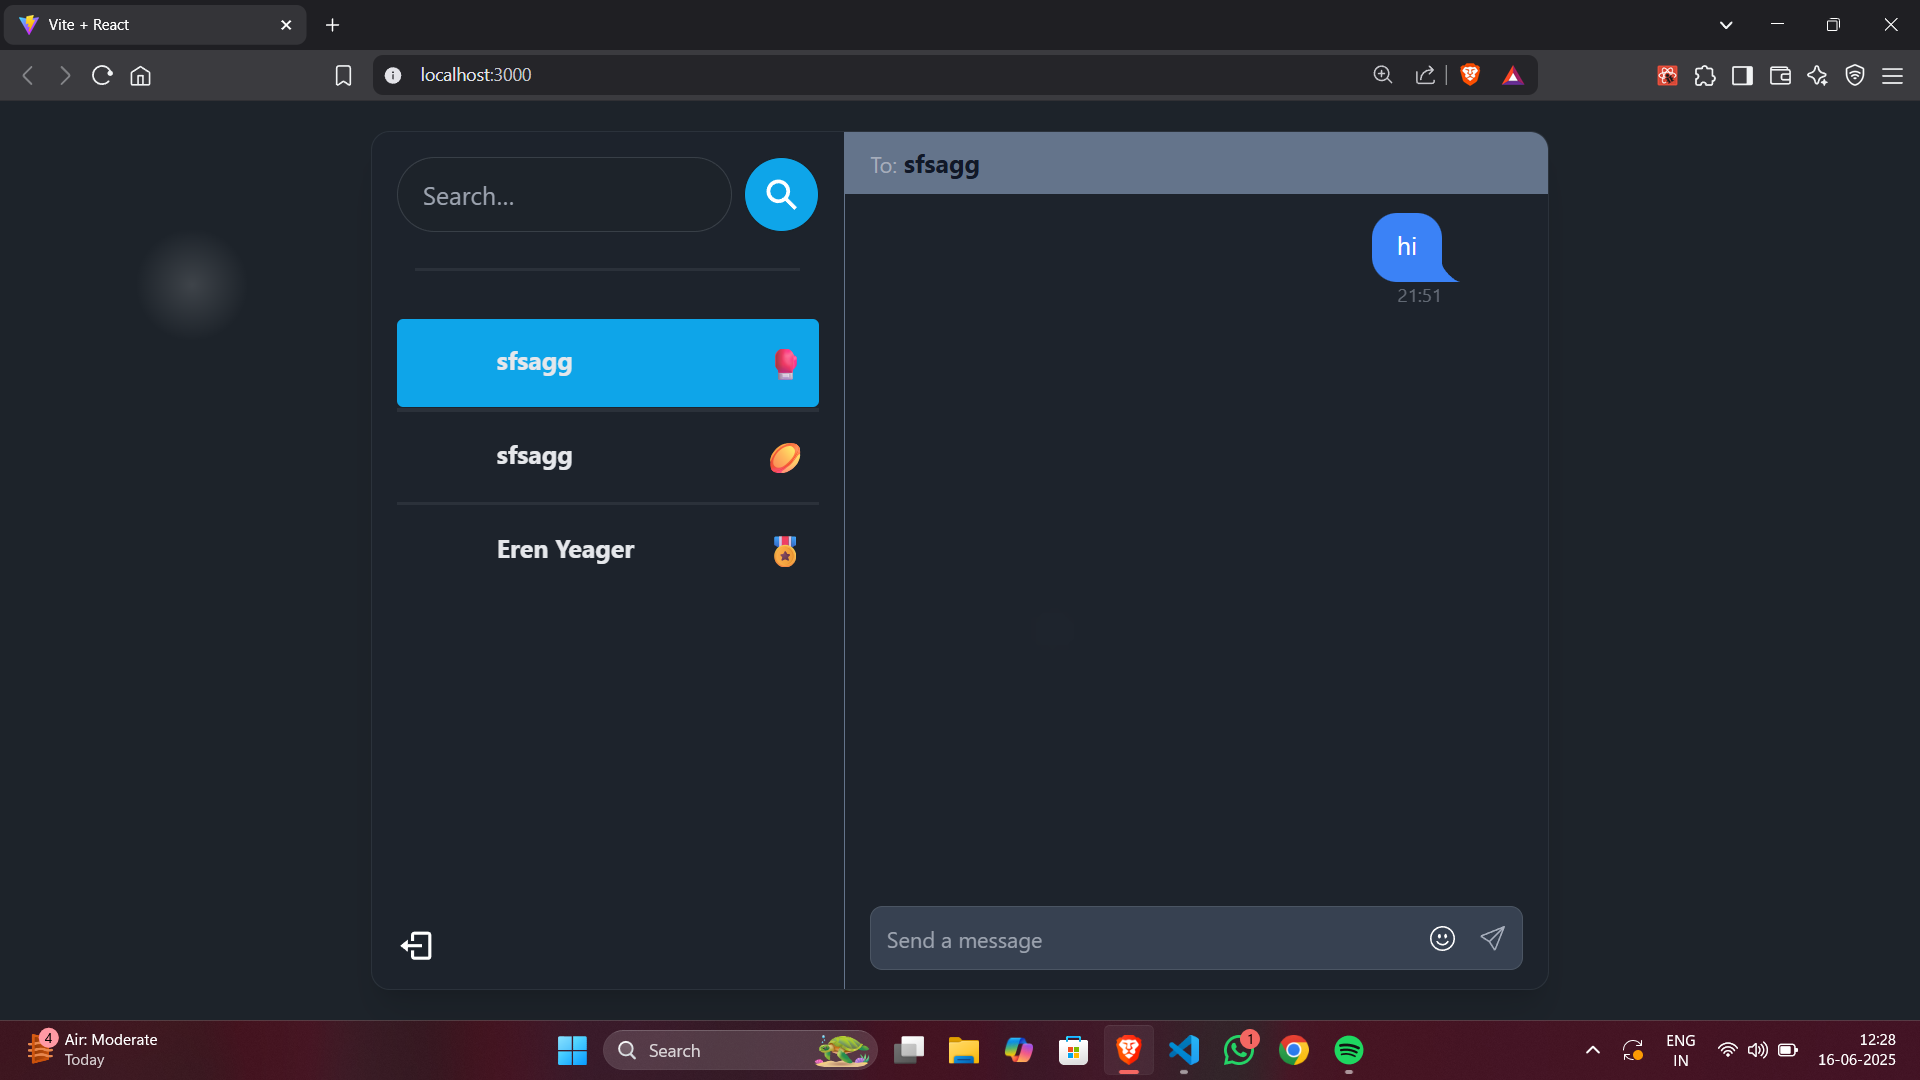 Vite + React
localhost:3000
Search...
sfsagg
sfsagg
Eren Yeager
To: sfsagg
hi
21:51
Send a message
4
Air: Moderate
Today
Search
1
ENG
IN
12:28
16-06-2025